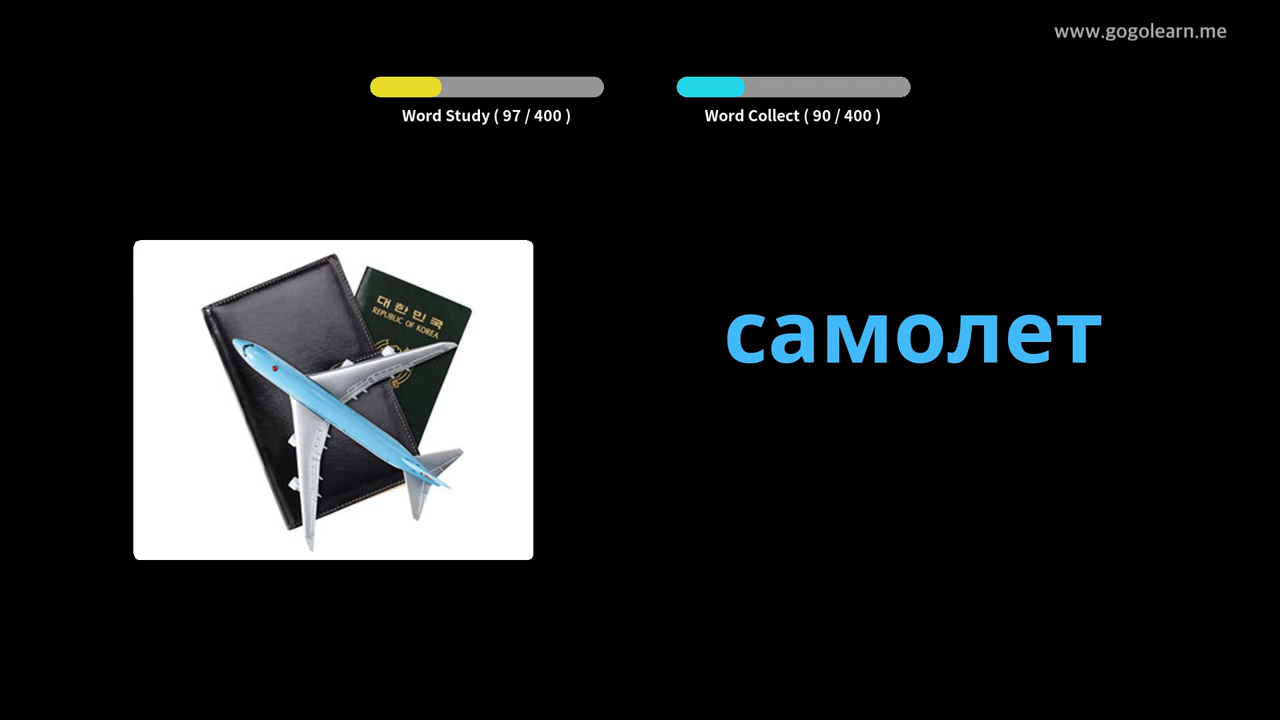 www.gogolearn.me
Word Study ( 97 / 400 )
Word Collect ( 90 / 400 )
대한민국
REPUBLIC OF KOREA
самолет